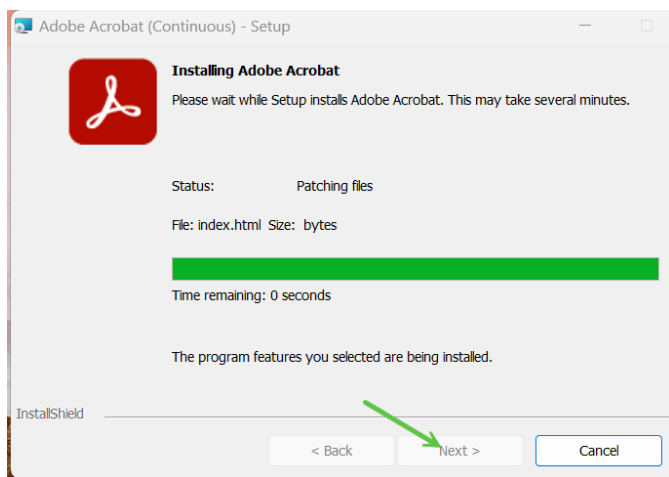 Adobe Acrobat (Continuous) - Setup
Installing Adobe Acrobat
Please wait while Setup installs Adobe Acrobat. This may take several minutes.
Status: Patching files
File: index.html Size: bytes
Time remaining: 0 seconds
The program features you selected are being installed.
InstallShield
< Back Next > Cancel